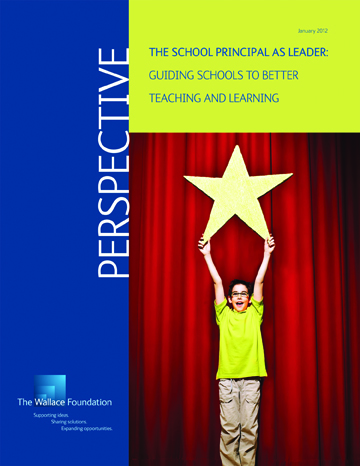 January 2012
THE SCHOOL PRINCIPAL AS LEADER:
GUIDING SCHOOLS TO BETTER
TEACHING AND LEARNING
PERSPECTIVE
The Wallace Foundation
Supporting ideas.
Sharing solutions.
Expanding opportunities.